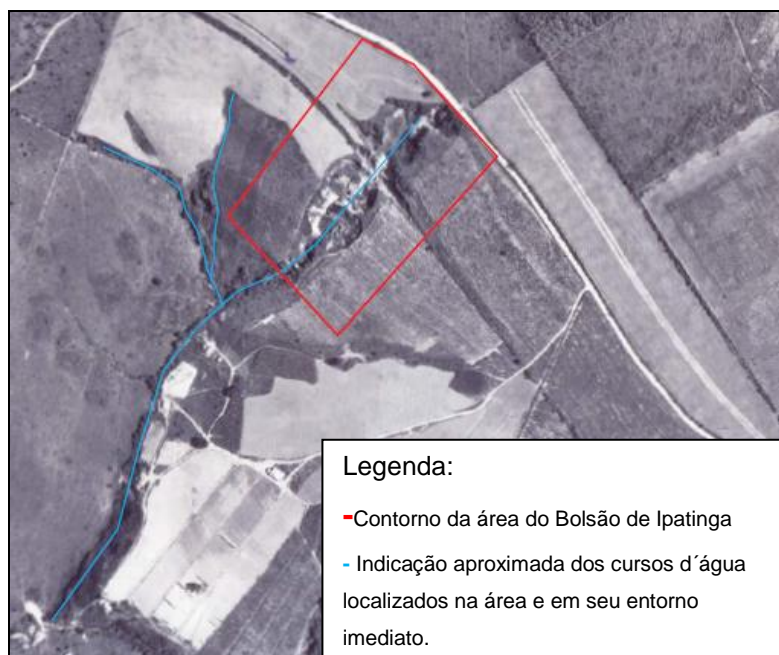 Legenda:
-Contorno da área do Bolsão de Ipatinga
- Indicação aproximada dos cursos d´água
localizados na área e em seu entorno
imediato.